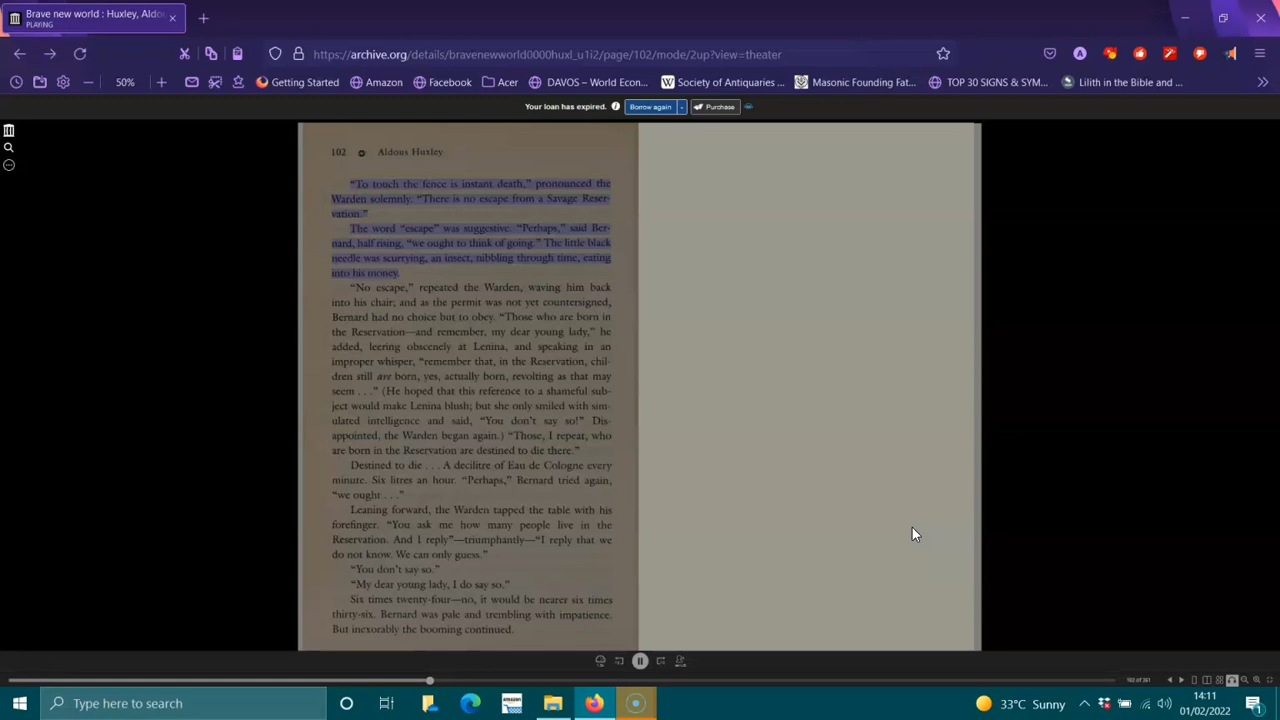 Brave new world : Huxley, Aldou
PLAYING
https://archive.org/details/bravenewworld0000huxl_u1i2/page/102/mode/2up?view=theater
50%
Getting Started
Amazon
Facebook
Acer
DAVOS – World Econ...
Society of Antiquaries ...
Masonic Founding Fat...
TOP 30 SIGNS & SYM...
Lilith in the Bible and ...
Your loan has expired.
Borrow again
Purchase
102 Aldous Huxley
“To touch the fence is instant death,” pronounced the
Warden solemnly. “There is no escape from a Savage Reser-
vation.”
The word “escape” was suggestive. “Perhaps,” said Ber-
nard, half rising, “we ought to think of going.” The little black
needle was scurrying, an insect, nibbling through time, eating
into his money.
“No escape,” repeated the Warden, waving him back
into his chair; and as the permit was not yet countersigned,
Bernard had no choice but to obey. “Those who are born in
the Reservation—and remember, my dear young lady,” he
added, leering obscenely at Lenina, and speaking in an
improper whisper, “remember that, in the Reservation, chil-
dren still are born, yes, actually born, revolting as that may
seem . . .” (He hoped that this reference to a shameful sub-
ject would make Lenina blush; but she only smiled with sim-
ulated intelligence and said, “You don’t say so!” Dis-
appointed, the Warden began again.) “Those, I repeat, who
are born in the Reservation are destined to die there.”
Destined to die . . . A decilitre of Eau de Cologne every
minute. Six litres an hour. “Perhaps,” Bernard tried again,
“we ought . . .”
Leaning forward, the Warden tapped the table with his
forefinger. “You ask me how many people live in the
Reservation. And I reply”—triumphantly—“I reply that we
do not know. We can only guess.”
“You don’t say so.”
“My dear young lady, I do say so.”
Six times twenty-four—no, it would be nearer six times
thirty-six. Bernard was pale and trembling with impatience.
But inexorably the booming continued.
Type here to search
33°C Sunny
14:11
01/02/2022